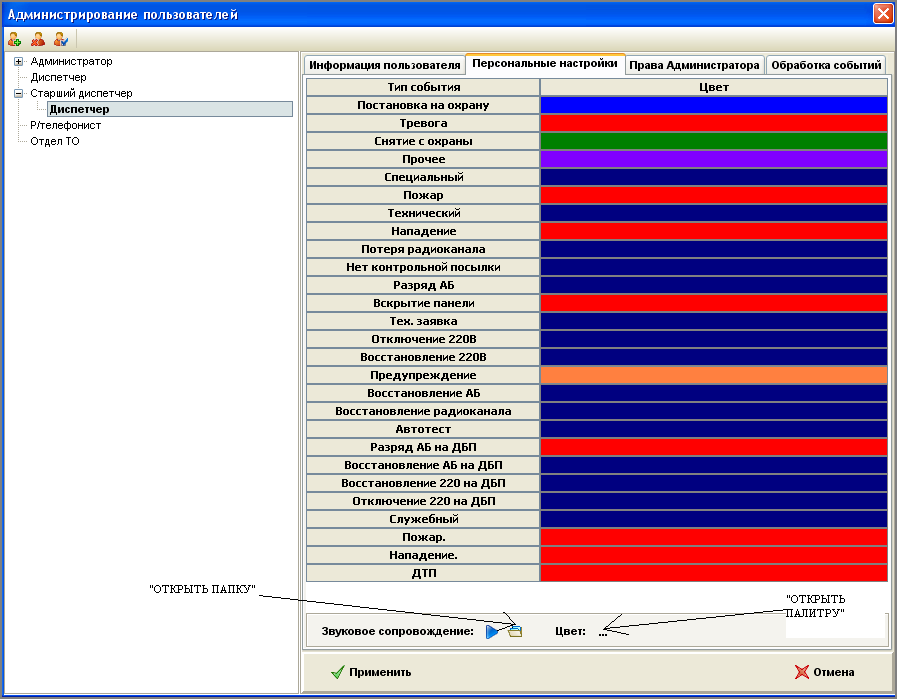 Администрирование пользователей
Администратор
Диспетчер
Старший диспетчер
Диспетчер
Р/телефонист
Отдел ТО
Информация пользователя
Персональные настройки
Права Администратора
Обработка событий
Тип события
Цвет
Постановка на охрану
Тревога
Снятие с охраны
Прочее
Специальный
Пожар
Технический
Нападение
Потеря радиоканала
Нет контрольной посылки
Разряд АБ
Вскрытие панели
Тех. заявка
Отключение 220В
Восстановление 220В
Предупреждение
Восстановление АБ
Восстановление радиоканала
Автотест
Разряд АБ на ДБП
Восстановление АБ на ДБП
Восстановление 220 на ДБП
Отключение 220 на ДБП
Служебный
Пожар.
Нападение.
ДТП
"ОТКРЫТЬ ПАПКУ"
"ОТКРЫТЬ
ПАЛИТРУ"
Звуковое сопровождение:
Цвет: ...
Применить
Отмена